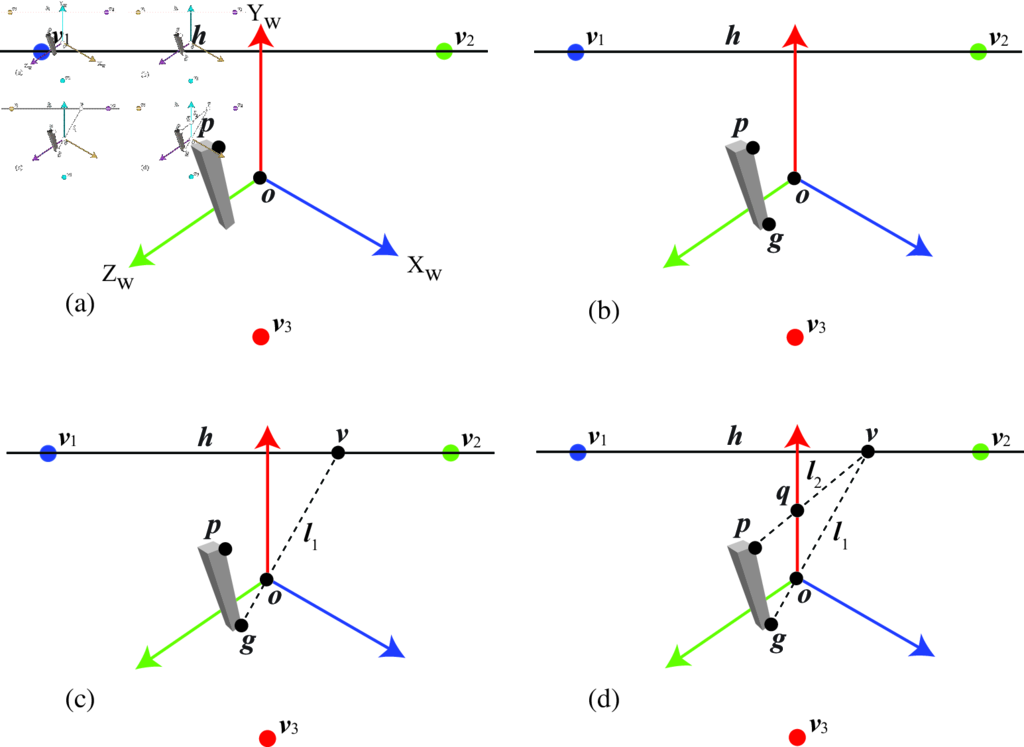 Y_W
v_1 h v_2
p
o
Z_W X_W
(a)
v_3
v_1 h v_2
p
o
g
(b)
v_3
v_1 h v v_2
l_1
p
o
g
(c)
v_3
v_1 h v v_2
l_2
q
p l_1
o
g
(d)
v_3